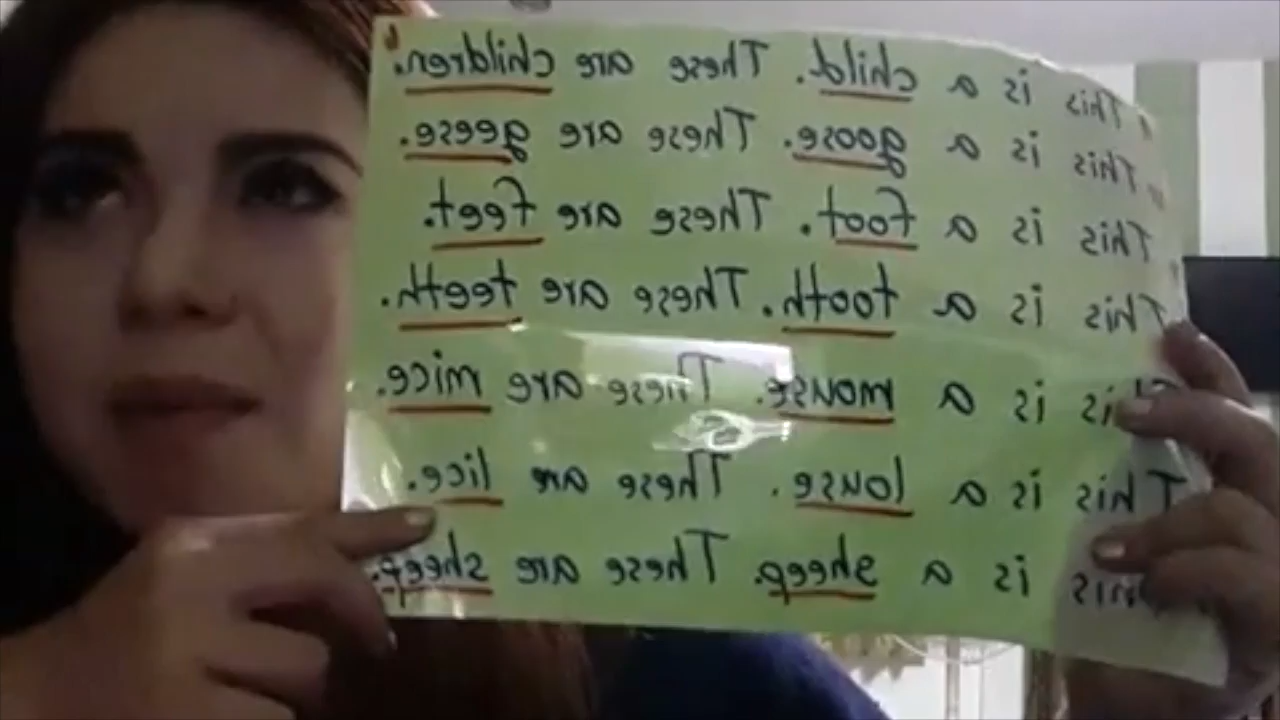 This is a child. These are children.
This is a goose. These are geese.
This is a foot. These are feet.
This is a tooth. These are teeth.
This is a mouse. These are mice.
This is a louse. These are lice.
This is a sheep. These are sheep.